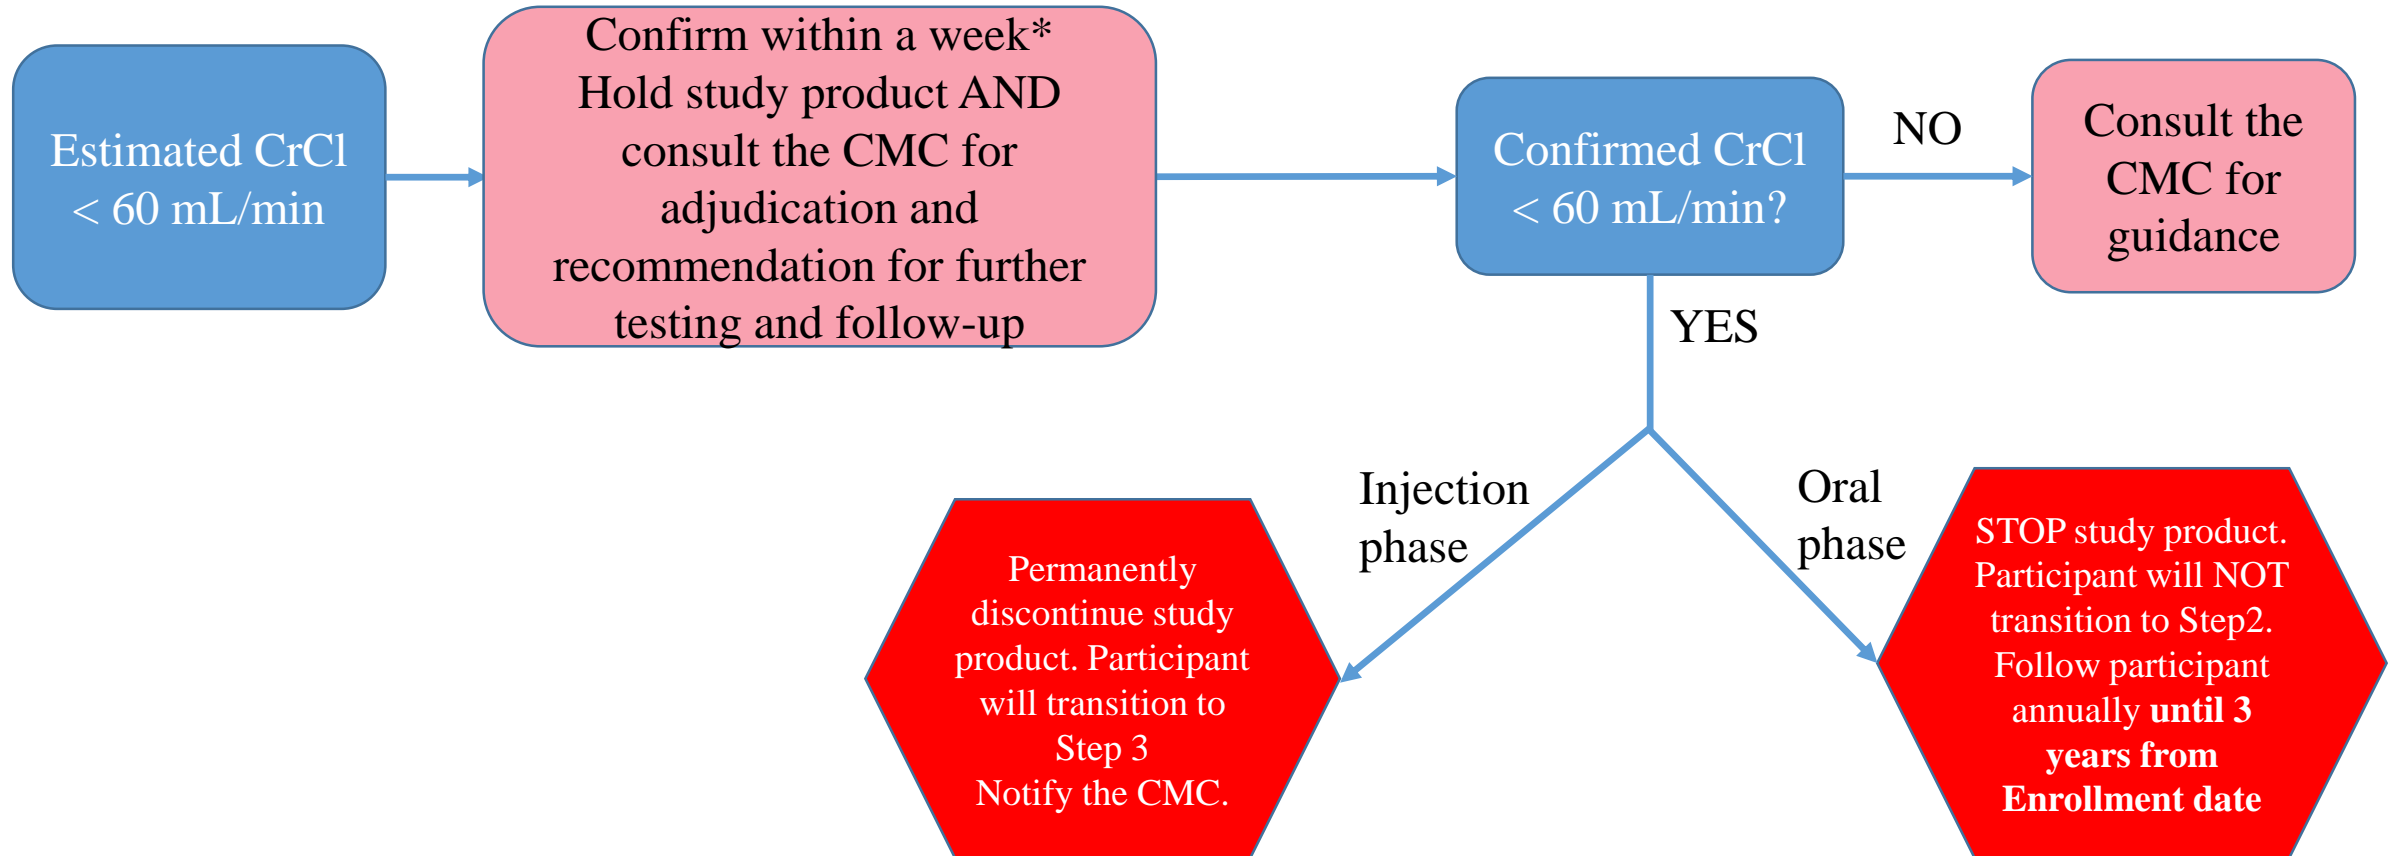 Estimated CrCl
< 60 mL/min
Confirm within a week*
Hold study product AND
consult the CMC for
adjudication and
recommendation for further
testing and follow-up
Confirmed CrCl
< 60 mL/min?
NO
Consult the
CMC for
guidance
YES
Injection
phase
Oral
phase
Permanently
discontinue study
product. Participant
will transition to
Step 3
Notify the CMC.
STOP study product.
Participant will NOT
transition to Step2.
Follow participant
annually until 3
years from
Enrollment date